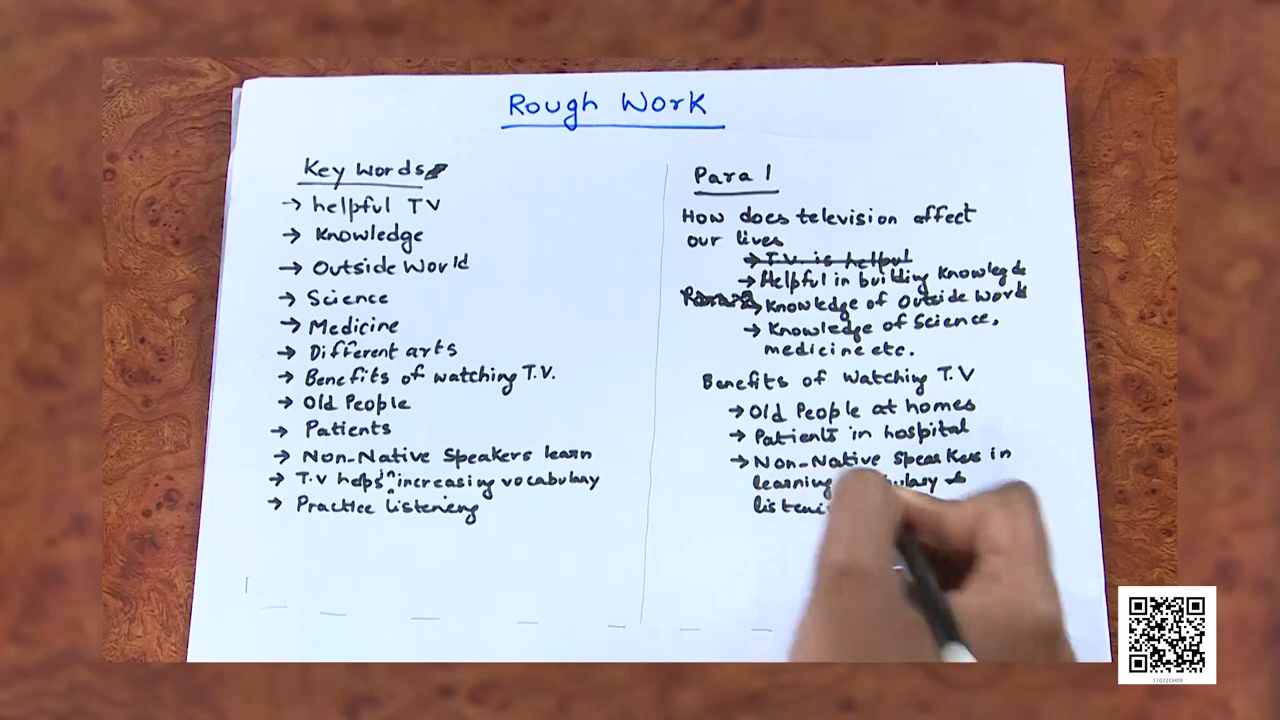 Rough Work
Key Words
→ helpful TV
→ Knowledge
→ Outside World
→ Science
→ Medicine
→ Different arts
→ Benefits of watching T.V.
→ Old People
→ Patients
→ Non-Native Speakers learn
→ T.V helps in increasing vocabulary
→ Practice listening
Para 1
How does television affect
our lives
→ T.V. is helpul
→ Helpful in building Knowlegde
→ Knowledge of Outside World
→ Knowledge of Science,
medicine etc.
Benefits of Watching T.V
→ Old People at homes
→ Patients in hospital
→ Non-Native Speakers in
learning &
11072CH09